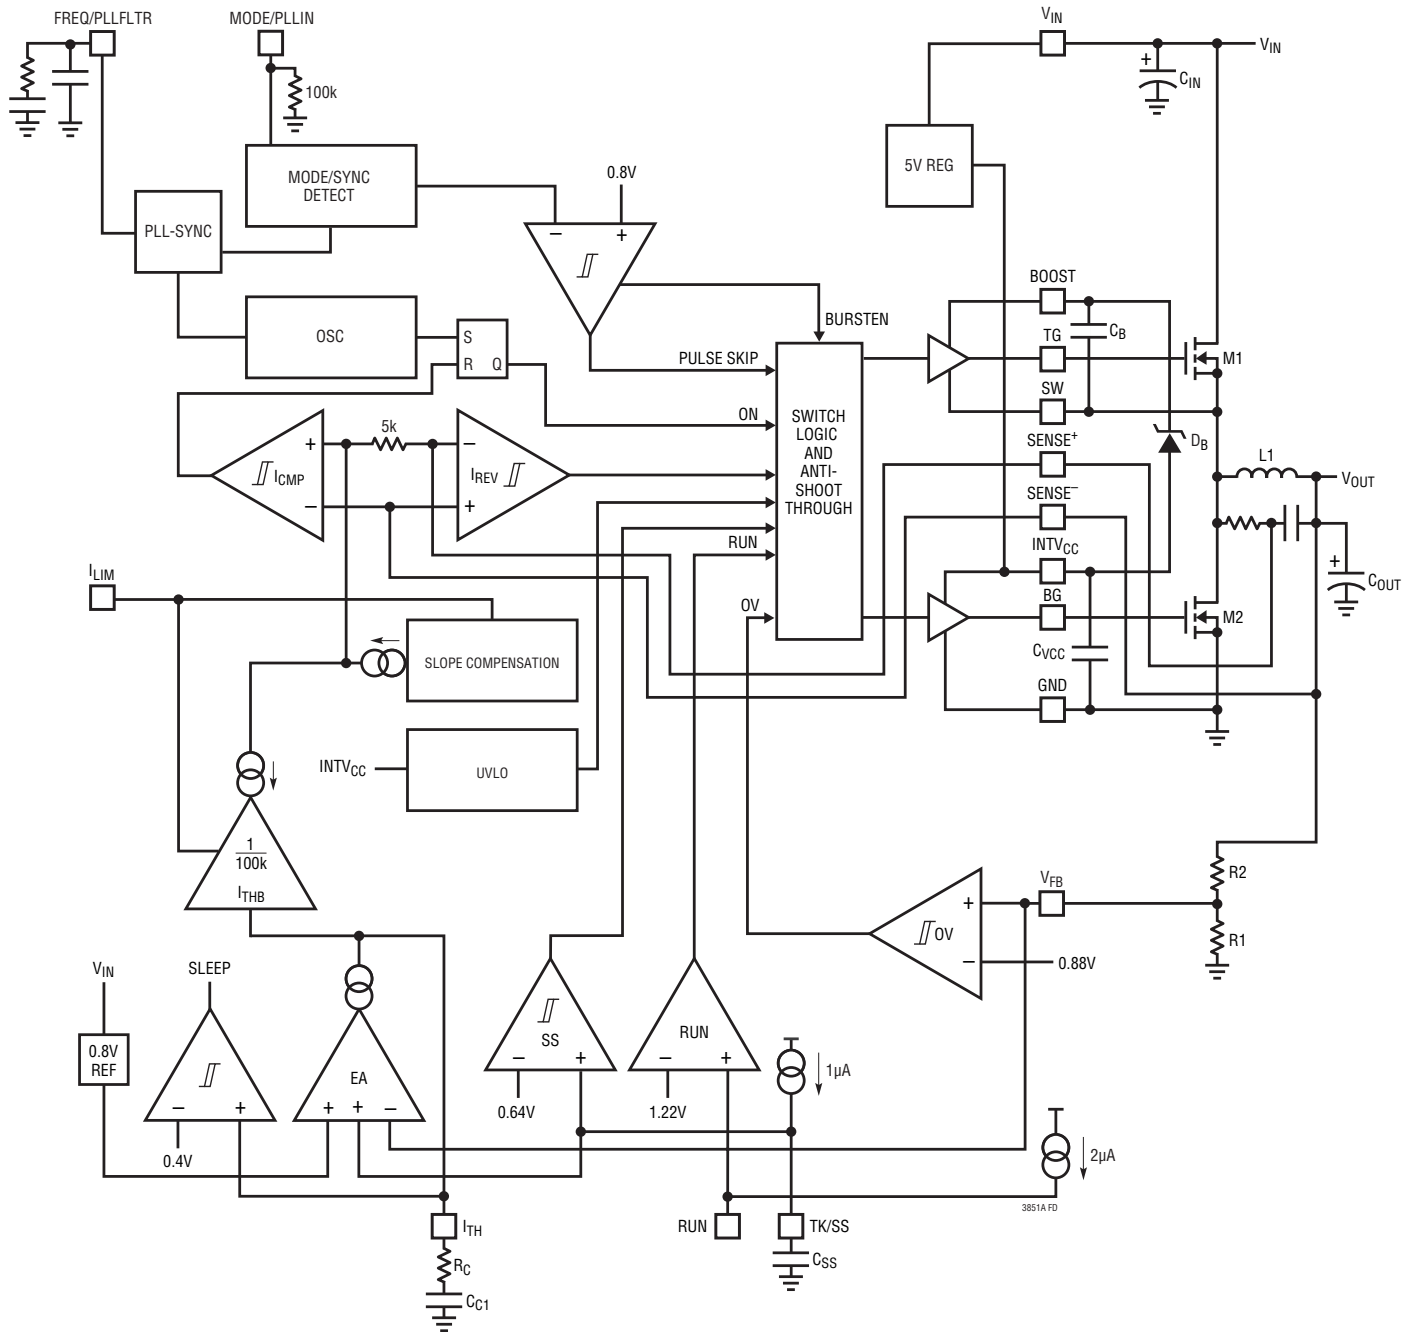 FREQ/PLLFLTR
MODE/PLLIN
VIN
VIN
+
CIN
100k
MODE/SYNC
DETECT
0.8V
5V REG
PLL-SYNC
−
+
BOOST
BURSTEN
OSC
S
R
Q
PULSE SKIP
TG
CB
M1
SW
SWITCH
LOGIC
AND
ANTI-
SHOOT
THROUGH
ON
5k
+
−
ICMP
−
+
IREV
SENSE+
DB
L1
VOUT
SENSE−
RUN
INTVCC
+
COUT
ILIM
BG
OV
M2
SLOPE COMPENSATION
CVCC
GND
INTVCC
UVLO
1
100k
ITHB
VFB
R2
+
OV
−
R1
0.88V
VIN
SLEEP
0.8V
REF
SS
−
+
RUN
−
+
1µA
EA
−
+
+
+
−
0.64V
1.22V
0.4V
2µA
3851A FD
ITH
RUN
TK/SS
RC
CSS
CC1